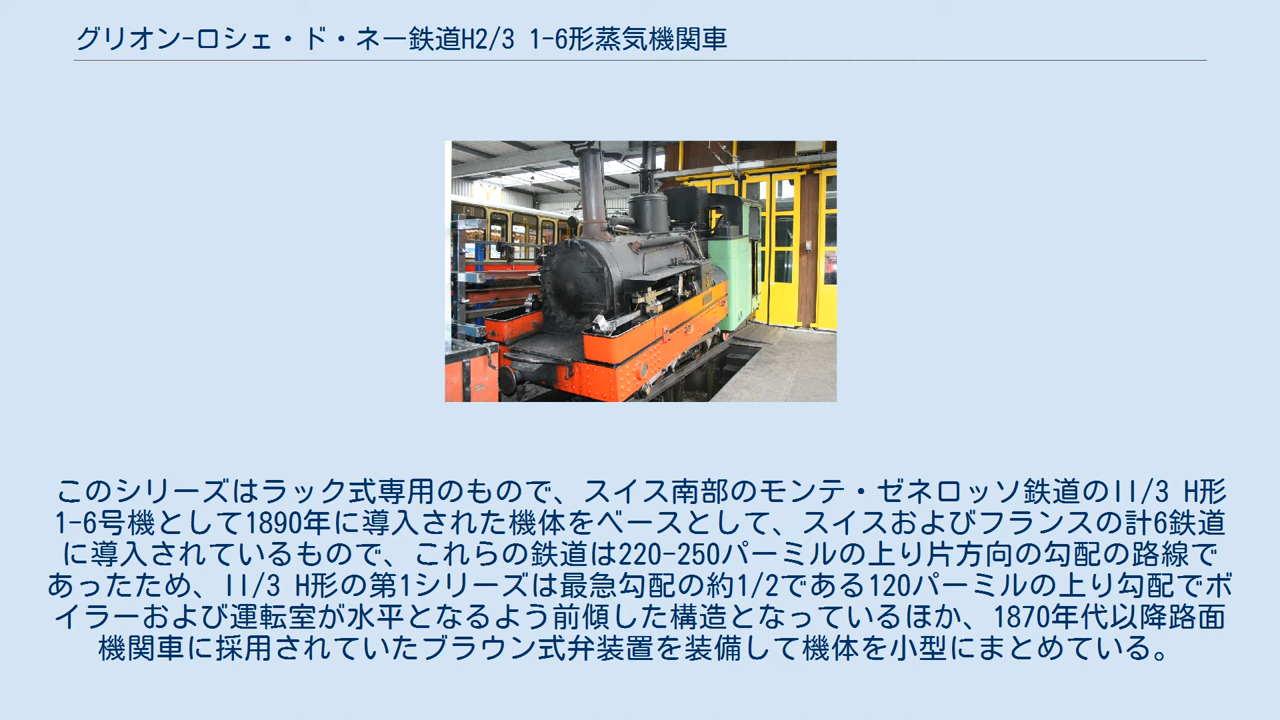 グリオン-ロシェ・ド・ネー鉄道H2/3 1-6形蒸気機関車
このシリーズはラック式専用のもので、スイス南部のモンテ・ゼネロッソ鉄道のII/3 H形
1-6号機として1890年に導入された機体をベースとして、スイスおよびフランスの計6鉄道
に導入されているもので、これらの鉄道は220-250パーミルの上り片方向の勾配の路線で
あったため、II/3 H形の第1シリーズは最急勾配の約1/2である120パーミルの上り勾配でボ
イラーおよび運転室が水平となるよう前傾した構造となっているほか、1870年代以降路面
機関車に採用されていたブラウン式弁装置を装備して機体を小型にまとめている。